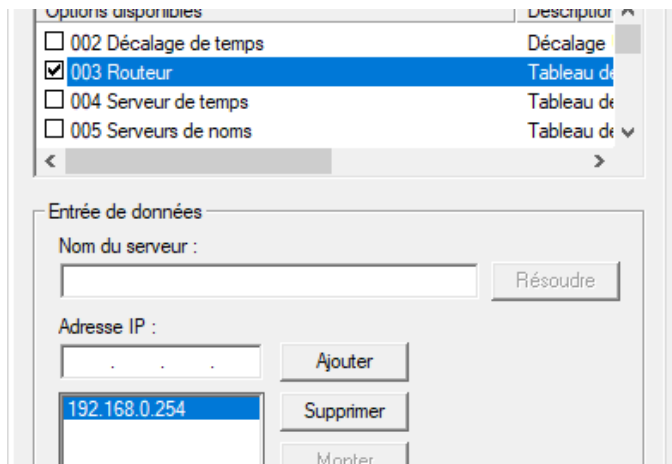 Options disponibles Description
002 Décalage de temps Décalage
003 Routeur Tableau de
004 Serveur de temps Tableau de
005 Serveurs de noms Tableau de
Entrée de données
Nom du serveur :
Résoudre
Adresse IP :
. . . Ajouter
192.168.0.254 Supprimer
Monter